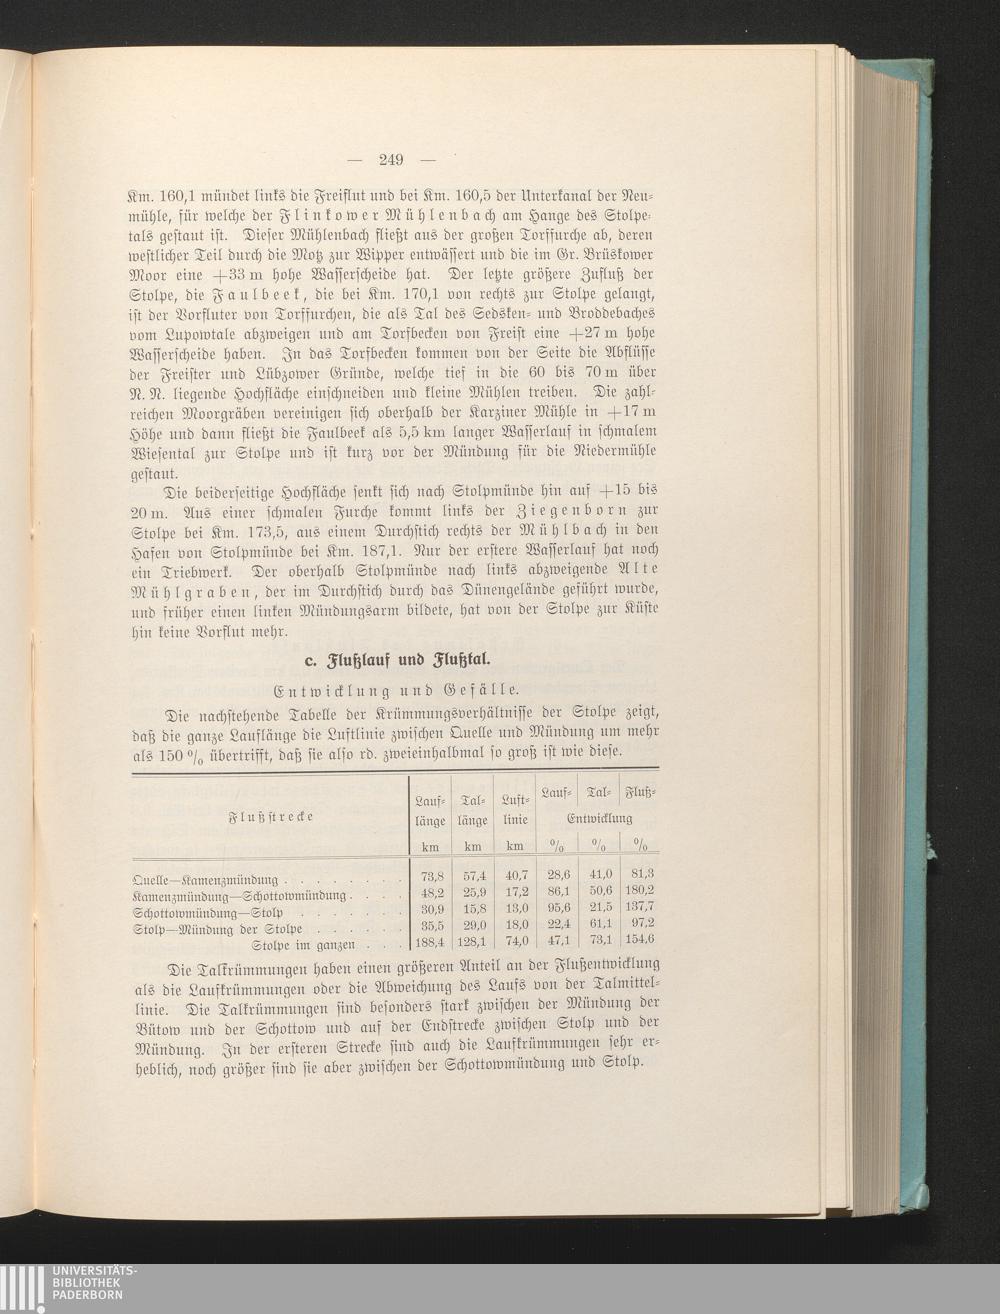 — 249 —
Km. 160,1 mündet links die Freiflut und bei Km. 160,5 der Unterkanal der Neu-
mühle, für welche der Flinkower Mühlenbach am Hange des Stolpe-
tals gestaut ist. Dieser Mühlenbach fließt aus der großen Torffurche ab, deren
westlicher Teil durch die Motz zur Wipper entwässert und die im Gr. Brüskower
Moor eine +33 m hohe Wasserscheide hat. Der letzte größere Zufluß der
Stolpe, die Faulbeek, die bei Km. 170,1 von rechts zur Stolpe gelangt,
ist der Vorfluter von Torffurchen, die als Tal des Sedsken- und Broddebaches
vom Lupowtale abzweigen und am Torfbecken von Freist eine +27 m hohe
Wasserscheide haben. In das Torfbecken kommen von der Seite die Abflüsse
der Freister und Lübzower Gründe, welche tief in die 60 bis 70 m über
N. N. liegende Hochfläche einschneiden und kleine Mühlen treiben. Die zahl-
reichen Moorgräben vereinigen sich oberhalb der Karziner Mühle in +17 m
Höhe und dann fließt die Faulbeek als 5,5 km langer Wasserlauf in schmalem
Wiesental zur Stolpe und ist kurz vor der Mündung für die Niedermühle
gestaut.
Die beiderseitige Hochfläche senkt sich nach Stolpmünde hin auf +15 bis
20 m. Aus einer schmalen Furche kommt links der Ziegenborn zur
Stolpe bei Km. 173,5, aus einem Durchstich rechts der Mühlbach in den
Hafen von Stolpmünde bei Km. 187,1. Nur der erstere Wasserlauf hat noch
ein Triebwerk. Der oberhalb Stolpmünde nach links abzweigende Alte
Mühlgraben, der im Durchstich durch das Dünengelände geführt wurde,
und früher einen linken Mündungsarm bildete, hat von der Stolpe zur Küste
hin keine Vorflut mehr.
c. Flußlauf und Flußtal.
Entwicklung und Gefälle.
Die nachstehende Tabelle der Krümmungsverhältnisse der Stolpe zeigt,
daß die ganze Lauflänge die Luftlinie zwischen Quelle und Mündung um mehr
als 150 % übertrifft, daß sie also rd. zweieinhalbmal so groß ist wie diese.
Flußstrecke Lauf- Tal- Luft- Lauf- Tal- Fluß-
länge länge linie Entwicklung
km km km % % %
Quelle—Kamenzmündung . . . . . . . . 73,8 57,4 40,7 28,6 41,0 81,3
Kamenzmündung—Schottowmündung . . . . 48,2 25,9 17,2 86,1 50,6 180,2
Schottowmündung—Stolp . . . . . . . 30,9 15,8 13,0 95,6 21,5 137,7
Stolp—Mündung der Stolpe . . . . . . 35,5 29,0 18,0 22,4 61,1 97,2
Stolpe im ganzen . . . 188,4 128,1 74,0 47,1 73,1 154,6
Die Talkrümmungen haben einen größeren Anteil an der Flußentwicklung
als die Laufkrümmungen oder die Abweichung des Laufs von der Talmittel-
linie. Die Talkrümmungen sind besonders stark zwischen der Mündung der
Bütow und der Schottow und auf der Endstrecke zwischen Stolp und der
Mündung. In der ersteren Strecke sind auch die Laufkrümmungen sehr er-
heblich, noch größer sind sie aber zwischen der Schottowmündung und Stolp.
UNIVERSITÄTS-
BIBLIOTHEK
PADERBORN